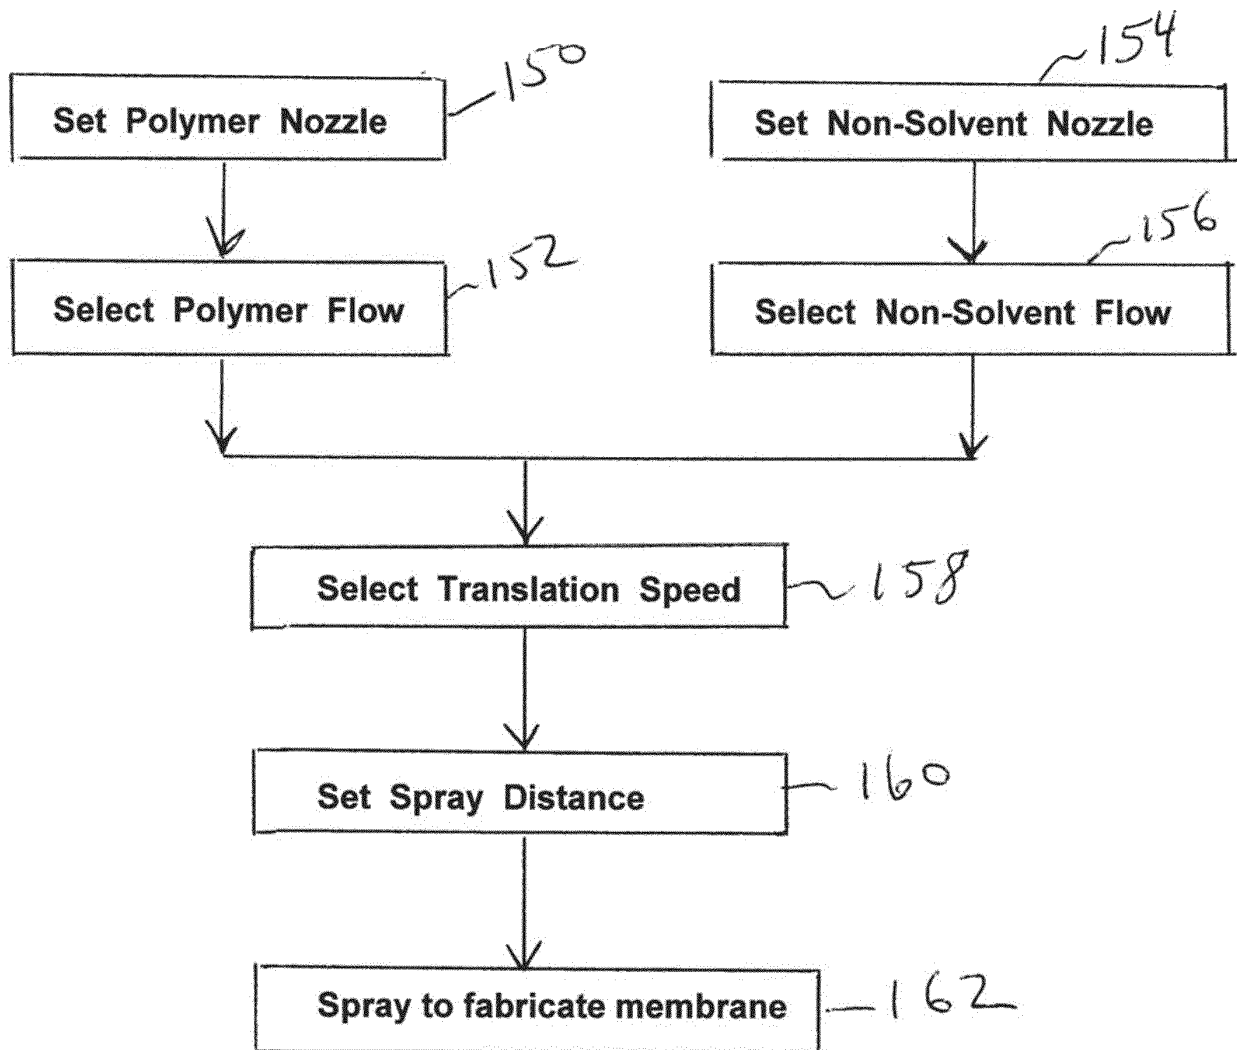 Set Polymer Nozzle
150
Set Non-Solvent Nozzle
154
Select Polymer Flow
152
Select Non-Solvent Flow
156
Select Translation Speed
158
Set Spray Distance
160
Spray to fabricate membrane
162